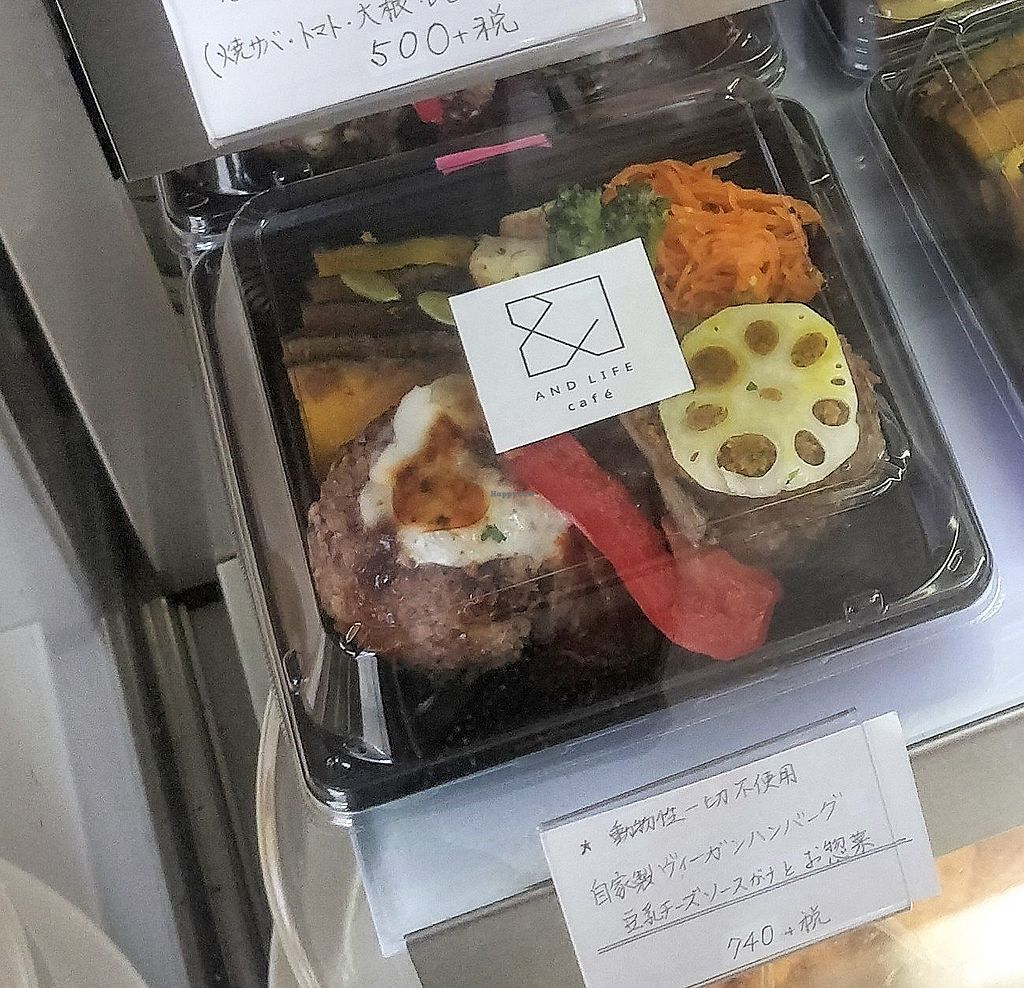 (焼サバ・トマト・大根・
500+税
AND LIFE
café
* 動物性一切不使用
自家製ヴィーガンハンバーグ
豆乳チーズソースがけとお惣菜
740+税